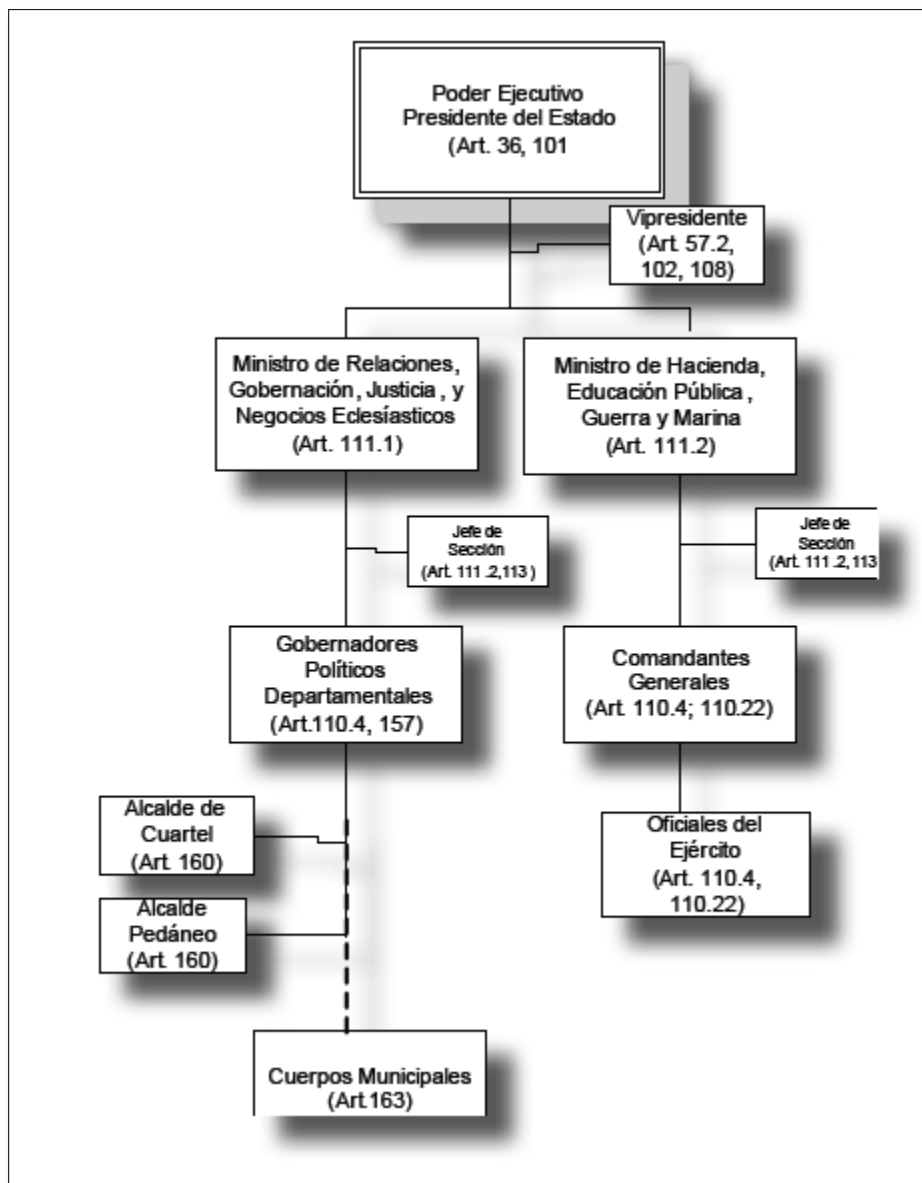 Poder Ejecutivo
Presidente del Estado
(Art. 36, 101
Vipresidente
(Art. 57.2,
102, 108)
Ministro de Relaciones,
Gobernación, Justicia, y
Negocios Eclesíasticos
(Art. 111.1)
Ministro de Hacienda,
Educación Pública,
Guerra y Marina
(Art. 111.2)
Jefe de
Sección
(Art. 111.2,113)
Jefe de
Sección
(Art. 111.2,113
Gobernadores
Políticos
Departamentales
(Art.110.4, 157)
Comandantes
Generales
(Art. 110.4; 110.22)
Alcalde de
Cuartel
(Art. 160)
Alcalde
Pedáneo
(Art. 160)
Oficiales del
Ejército
(Art. 110.4,
110.22)
Cuerpos Municipales
(Art.163)